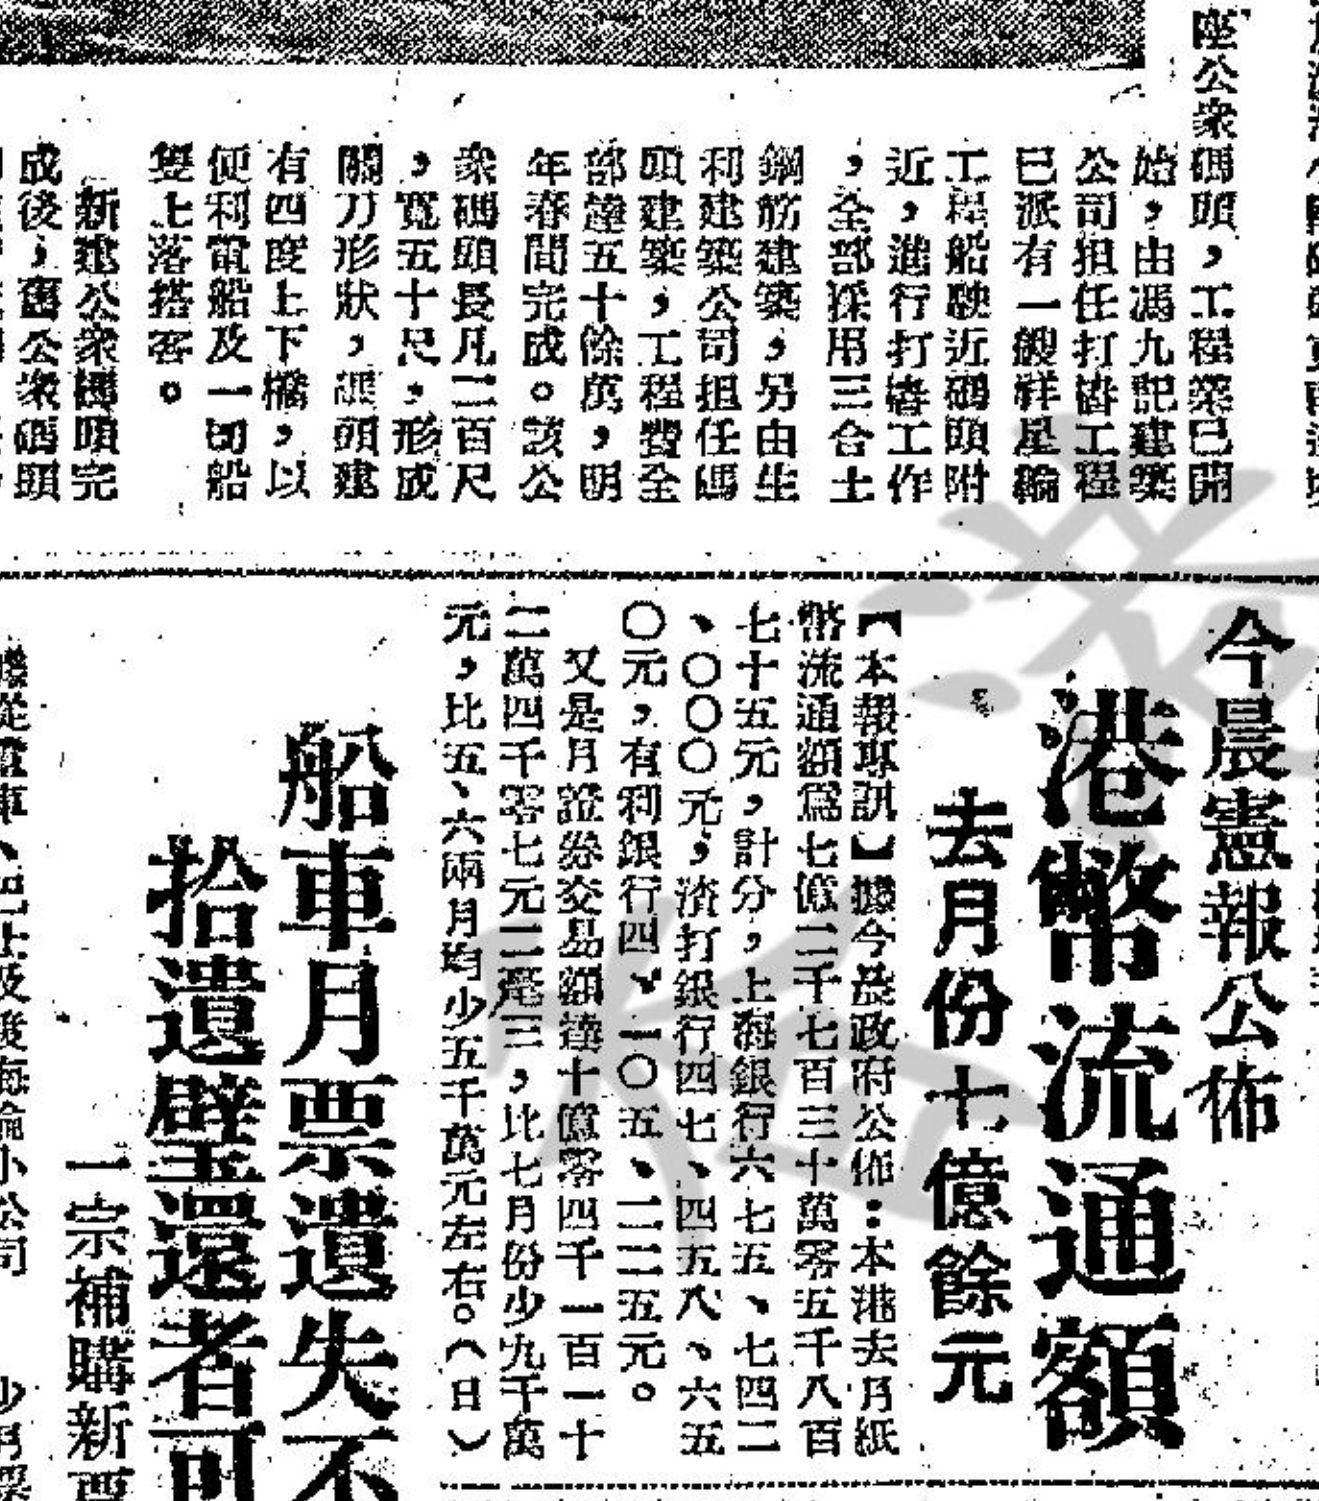 座公衆碼頭，工程業已開
始，由馮九記建築
公司担任打樁工程
已派有一艘祥星輪
工程船駛近碼頭附
近，進行打樁工作
，全部採用三合土
鋼筋建築，另由生
利建築公司担任碼
頭建築，工程費全
部達五十餘萬，明
年春間完成。該公
衆碼頭長凡二百尺
，寬五十尺，形成
關刀形狀，碼頭建
有四度上下橋，以
便利電船及一切船
隻上落搭客。
新建公衆碼頭完
成後，舊公衆碼頭
今晨憲報公佈
港幣流通額
去月份十億餘元
【本報專訊】據今晨政府公佈：本港去月紙
幣流通額爲七億二千七百三十萬零五千八百
七十五元，計分，上海銀行六七五、七四二
、〇〇〇元，渣打銀行四七、四五八、六五
〇元，有利銀行四、一〇五、二二五元。
又是月證券交易額達十億零四千一百一十
二萬四千零七元二毫三，比七月份少九千萬
元，比五、六兩月均少五千萬元左右。（日）
船車月票遺失不
拾遺璧還者可
一宗補購新票